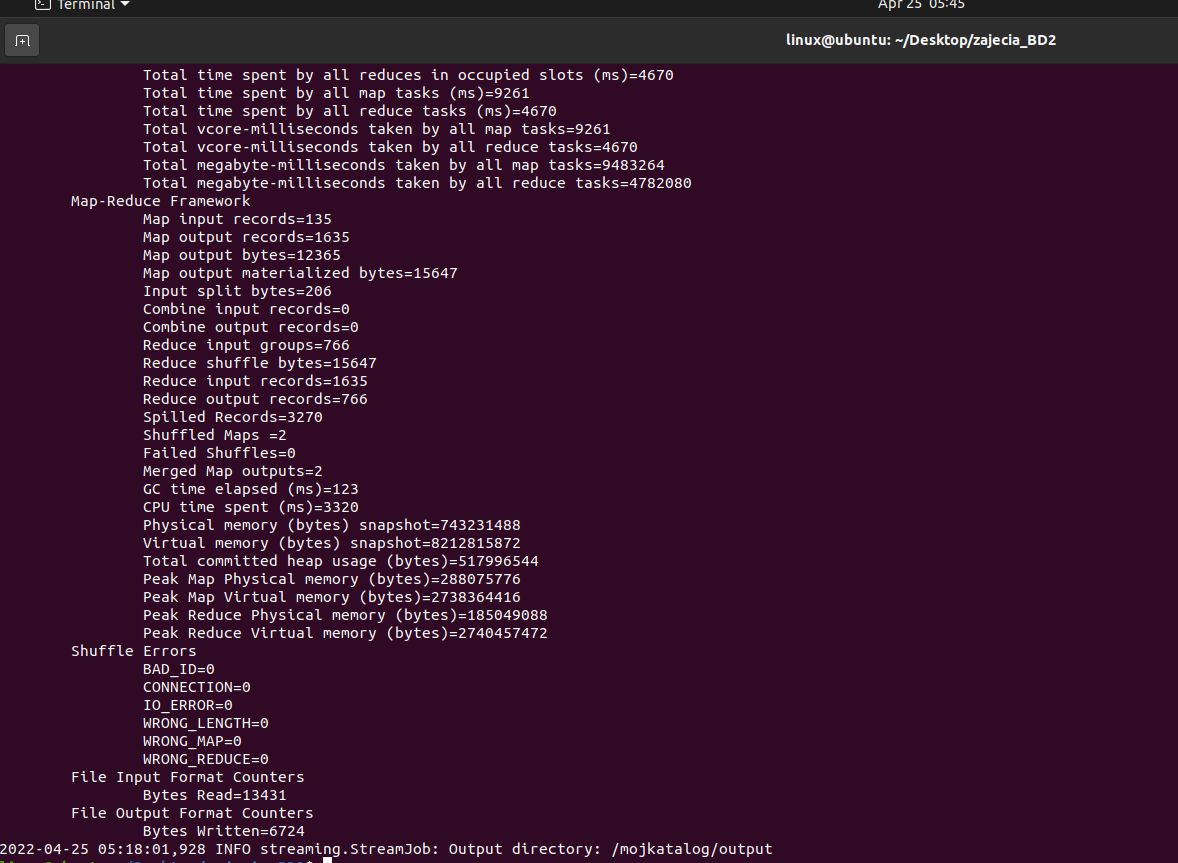 Terminal
Apr 25 05:45
linux@ubuntu: ~/Desktop/zajecia_BD2
Total time spent by all reduces in occupied slots (ms)=4670
Total time spent by all map tasks (ms)=9261
Total time spent by all reduce tasks (ms)=4670
Total vcore-milliseconds taken by all map tasks=9261
Total vcore-milliseconds taken by all reduce tasks=4670
Total megabyte-milliseconds taken by all map tasks=9483264
Total megabyte-milliseconds taken by all reduce tasks=4782080
Map-Reduce Framework
Map input records=135
Map output records=1635
Map output bytes=12365
Map output materialized bytes=15647
Input split bytes=206
Combine input records=0
Combine output records=0
Reduce input groups=766
Reduce shuffle bytes=15647
Reduce input records=1635
Reduce output records=766
Spilled Records=3270
Shuffled Maps =2
Failed Shuffles=0
Merged Map outputs=2
GC time elapsed (ms)=123
CPU time spent (ms)=3320
Physical memory (bytes) snapshot=743231488
Virtual memory (bytes) snapshot=8212815872
Total committed heap usage (bytes)=517996544
Peak Map Physical memory (bytes)=288075776
Peak Map Virtual memory (bytes)=2738364416
Peak Reduce Physical memory (bytes)=185049088
Peak Reduce Virtual memory (bytes)=2740457472
Shuffle Errors
BAD_ID=0
CONNECTION=0
IO_ERROR=0
WRONG_LENGTH=0
WRONG_MAP=0
WRONG_REDUCE=0
File Input Format Counters
Bytes Read=13431
File Output Format Counters
Bytes Written=6724
2022-04-25 05:18:01,928 INFO streaming.StreamJob: Output directory: /mojkatalog/output